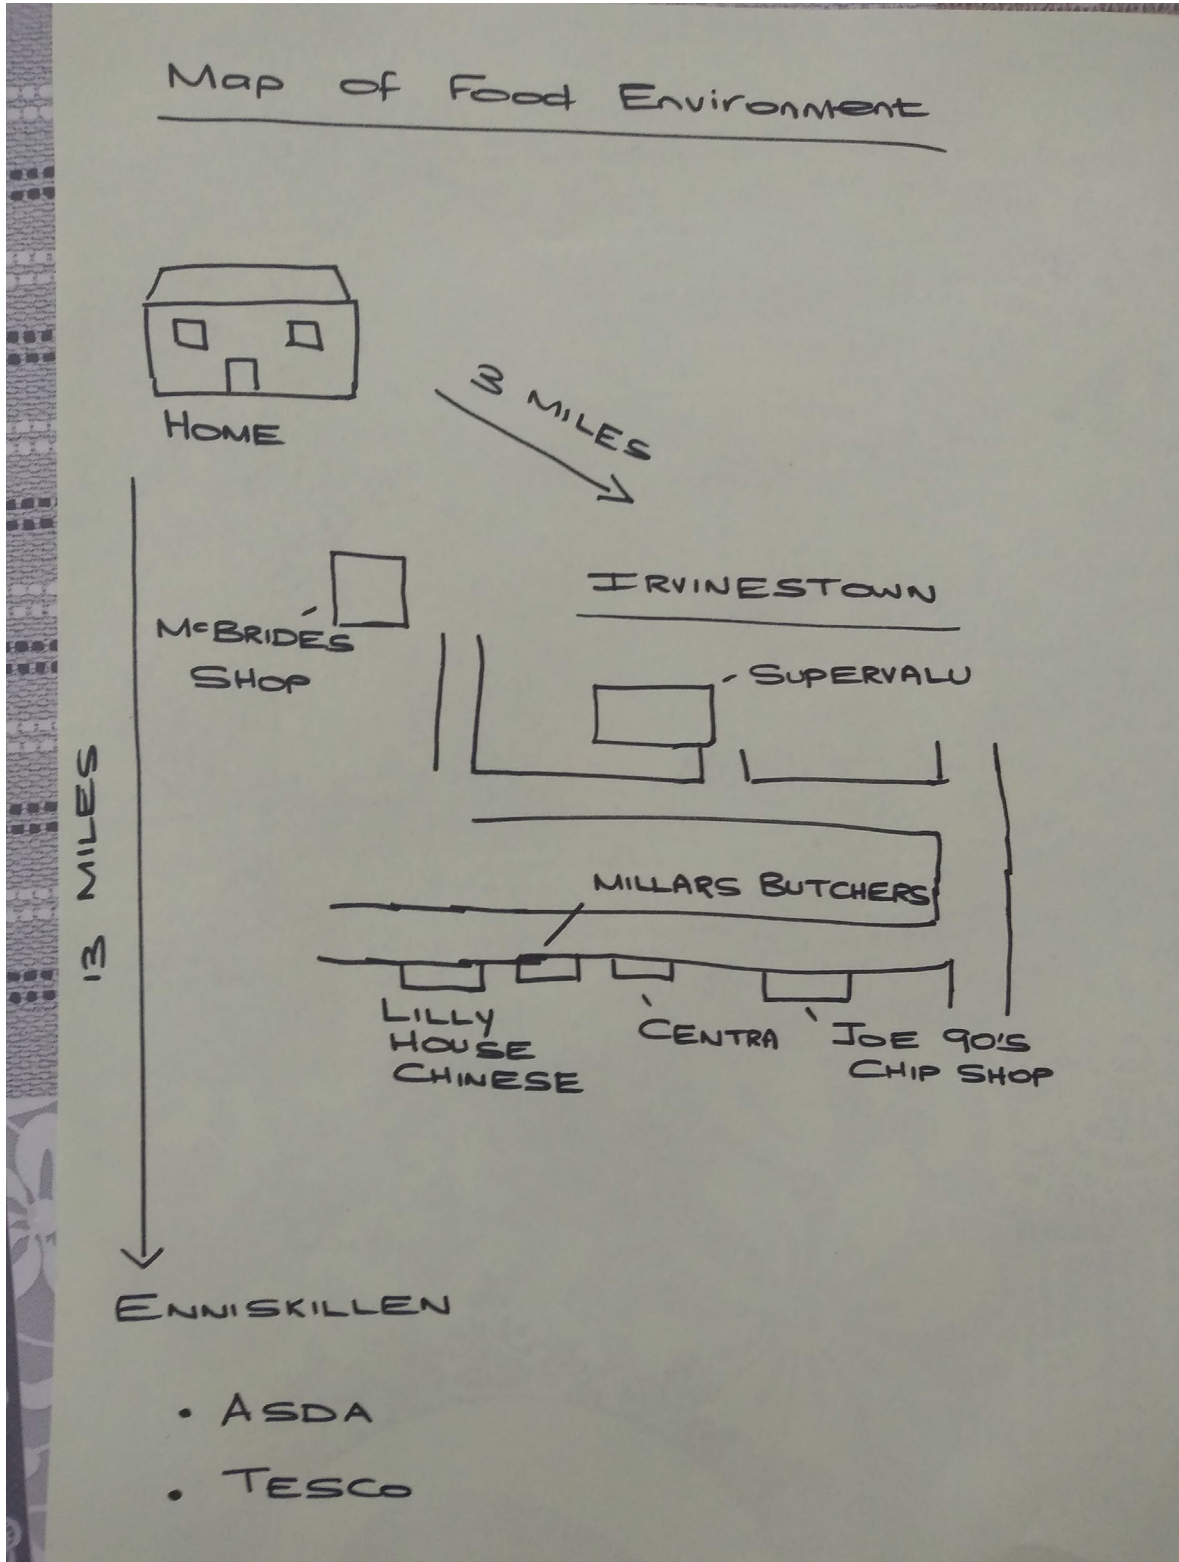 Map of Food Environment
HOME
3 MILES
IRVINESTOWN
McBRIDES
SHOP
SUPERVALU
13 MILES
MILLARS BUTCHERS
LILLY
HOUSE
CHINESE
CENTRA
JOE 90'S
CHIP SHOP
ENNISKILLEN
• ASDA
• TESCO